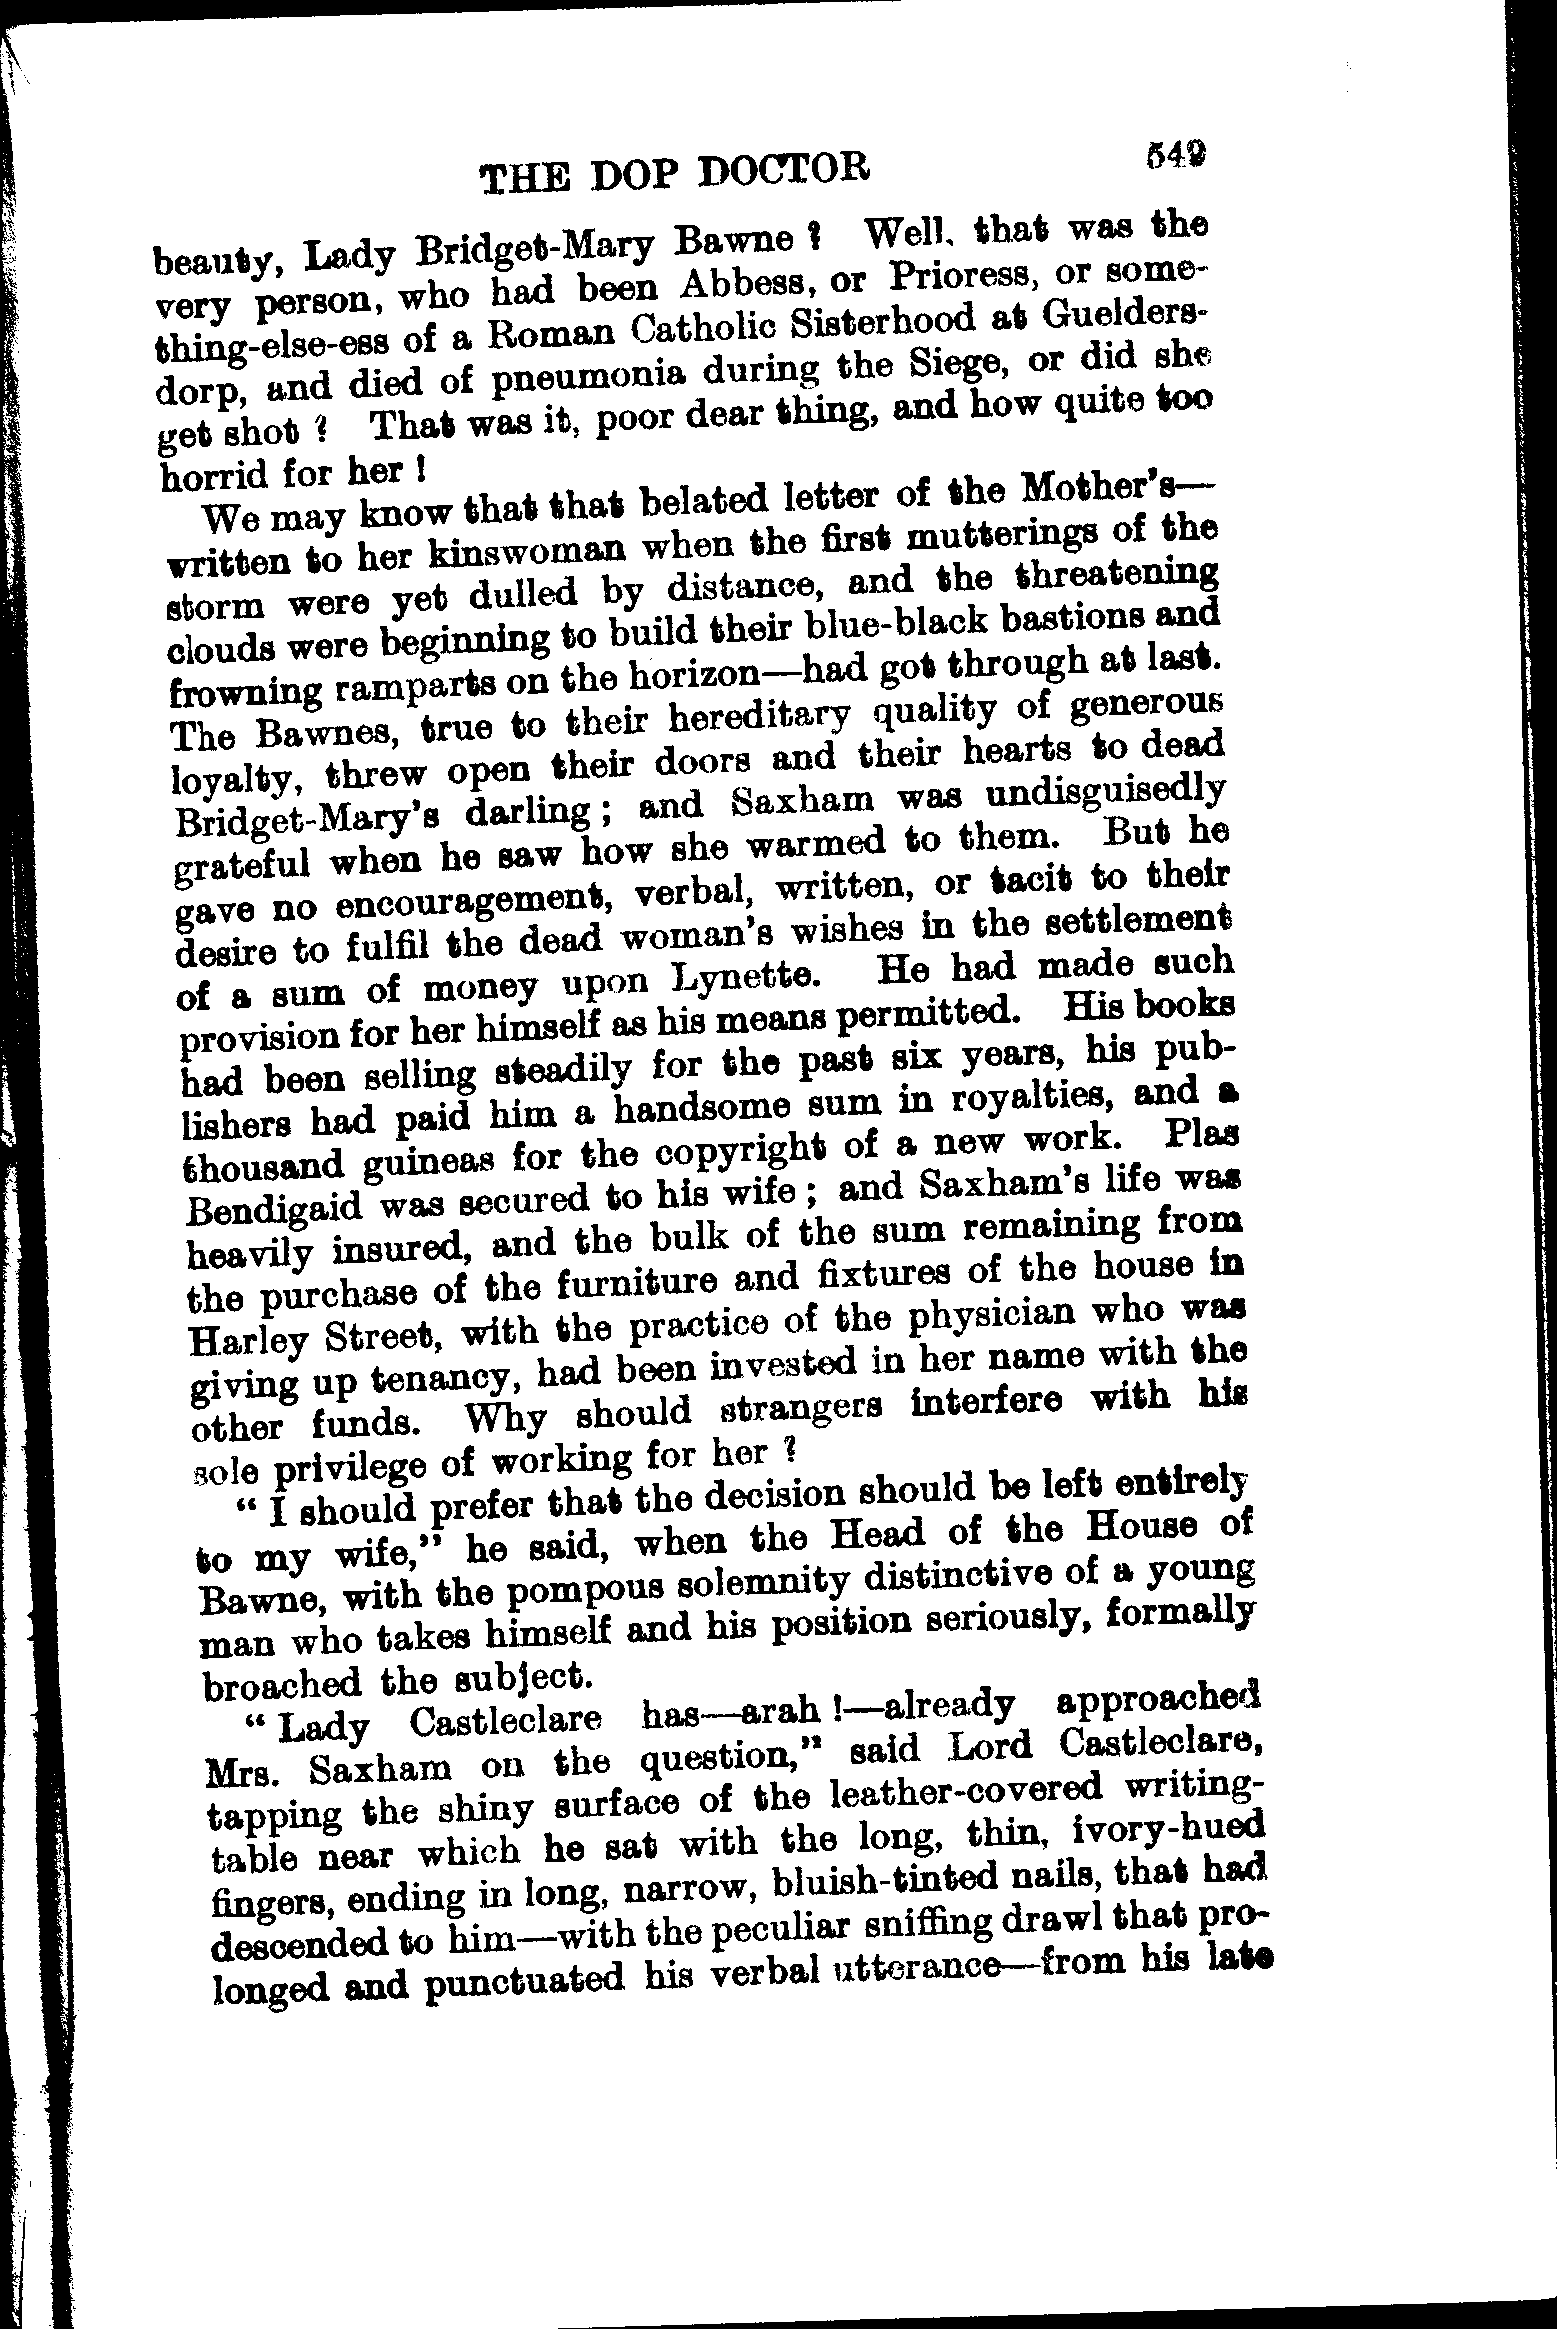 THE DOP DOCTOR 549
beauty, Lady Bridget-Mary Bawne ? Well, that was the
very person, who had been Abbess, or Prioress, or some-
thing-else-ess of a Roman Catholic Sisterhood at Guelders-
dorp, and died of pneumonia during the Siege, or did she
get shot ? That was it, poor dear thing, and how quite too
horrid for her !
We may know that that belated letter of the Mother's—
written to her kinswoman when the first mutterings of the
storm were yet dulled by distance, and the threatening
clouds were beginning to build their blue-black bastions and
frowning ramparts on the horizon—had got through at last.
The Bawnes, true to their hereditary quality of generous
loyalty, threw open their doors and their hearts to dead
Bridget-Mary's darling ; and Saxham was undisguisedly
grateful when he saw how she warmed to them. But he
gave no encouragement, verbal, written, or tacit to their
desire to fulfil the dead woman's wishes in the settlement
of a sum of money upon Lynette. He had made such
provision for her himself as his means permitted. His books
had been selling steadily for the past six years, his pub-
lishers had paid him a handsome sum in royalties, and a
thousand guineas for the copyright of a new work. Plas
Bendigaid was secured to his wife ; and Saxham's life was
heavily insured, and the bulk of the sum remaining from
the purchase of the furniture and fixtures of the house in
Harley Street, with the practice of the physician who was
giving up tenancy, had been invested in her name with the
other funds. Why should strangers interfere with his
sole privilege of working for her ?
“ I should prefer that the decision should be left entirely
to my wife,” he said, when the Head of the House of
Bawne, with the pompous solemnity distinctive of a young
man who takes himself and his position seriously, formally
broached the subject.
“ Lady Castleclare has—arah !—already approached
Mrs. Saxham on the question,” said Lord Castleclare,
tapping the shiny surface of the leather-covered writing-
table near which he sat with the long, thin, ivory-hued
fingers, ending in long, narrow, bluish-tinted nails, that had
descended to him—with the peculiar sniffing drawl that pro-
longed and punctuated his verbal utterance—from his late